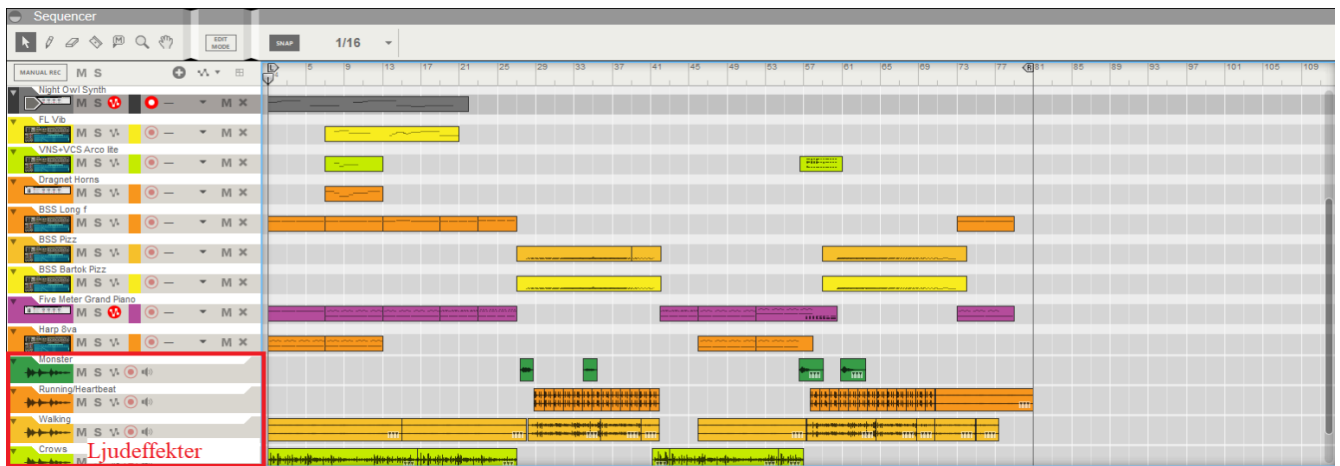 Sequencer
EDIT MODE
SNAP
1/16
MANUAL REC M S
L 5 9 13 17 21 25 29 33 37 41 45 49 53 57 61 65 69 73 77 R 81 85 89 93 97 101 105 109
Night Owl Synth
M S M
FL Vib
M S M
VNS+VCS Arco lite
M S M
Dragnet Horns
M S M
BSS Long f
M S M
BSS Pizz
M S M
BSS Bartok Pizz
M S M
Five Meter Grand Piano
M S M
Harp 8va
M S M
Monster
M S
Running/Heartbeat
M S
Walking
M S
Crows
M
Ljudeffekter